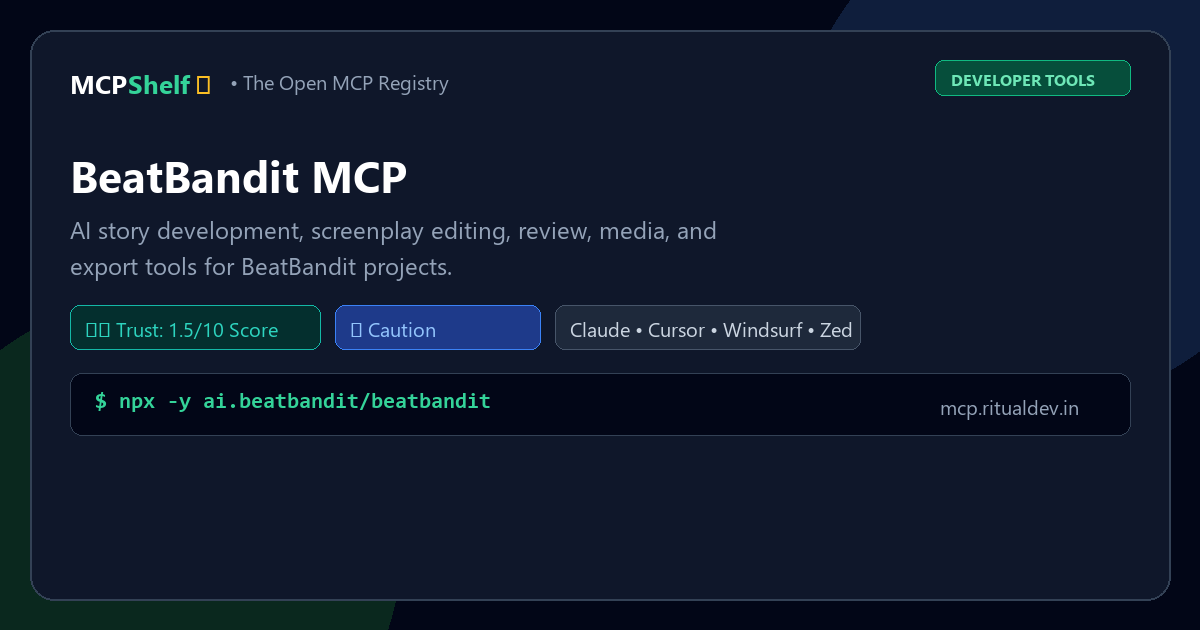 MCPShelf • The Open MCP Registry
DEVELOPER TOOLS
BeatBandit MCP
AI story development, screenplay editing, review, media, and
export tools for BeatBandit projects.
Trust: 1.5/10 Score
Caution
Claude • Cursor • Windsurf • Zed
$ npx -y ai.beatbandit/beatbandit
mcp.ritualdev.in